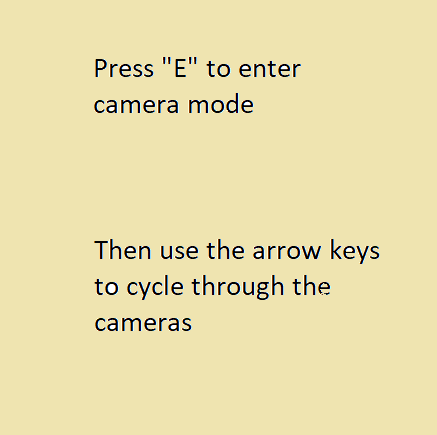 Press "E" to enter
camera mode
Then use the arrow keys
to cycle through the
cameras